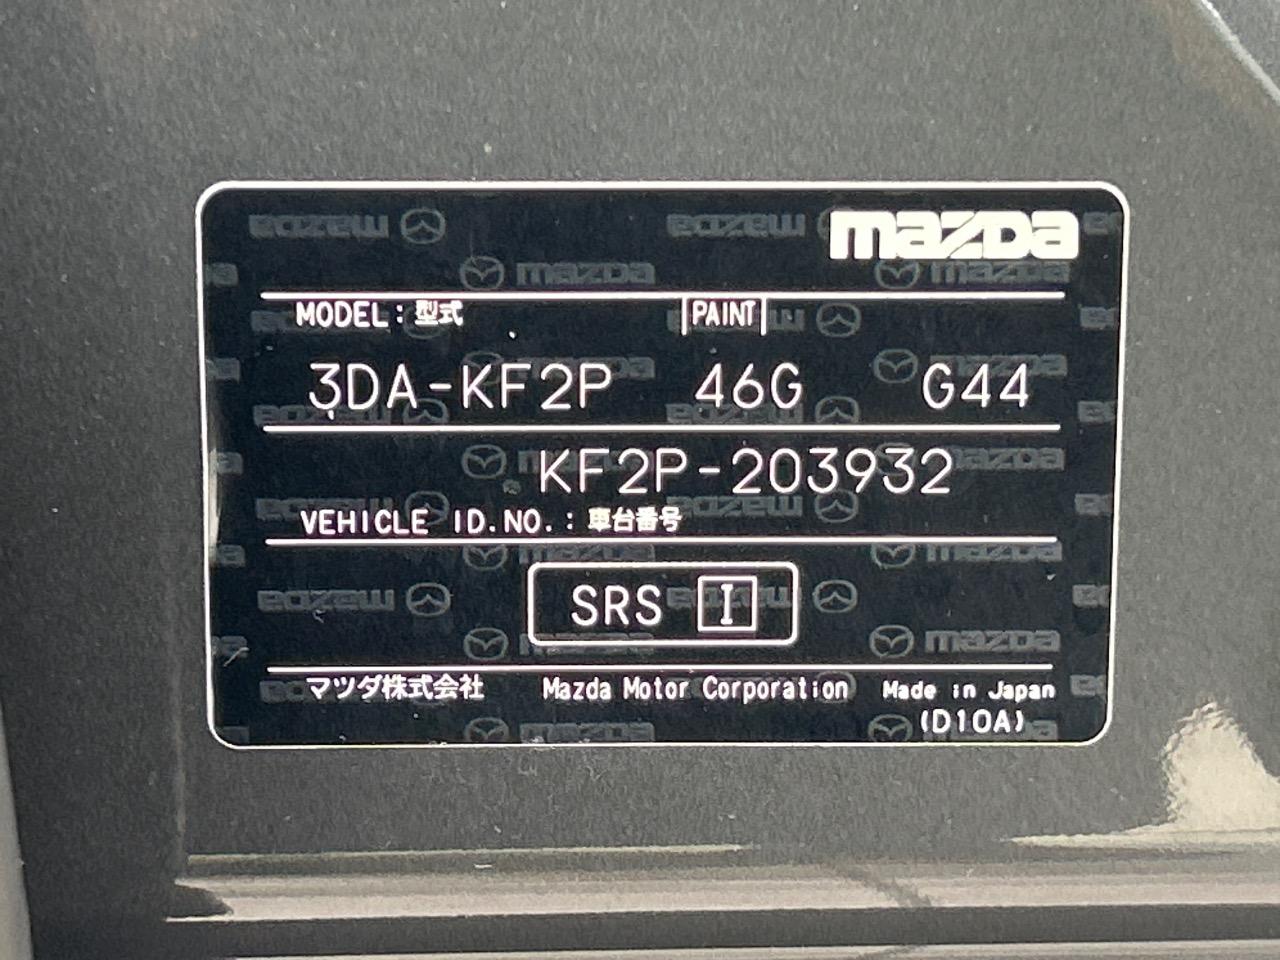 mazda
MODEL: 型式 PAINT
3DA-KF2P 46G G44
KF2P-203932
VEHICLE ID.NO.: 車台番号
SRS I
マツダ株式会社 Mazda Motor Corporation Made in Japan
(D10A)